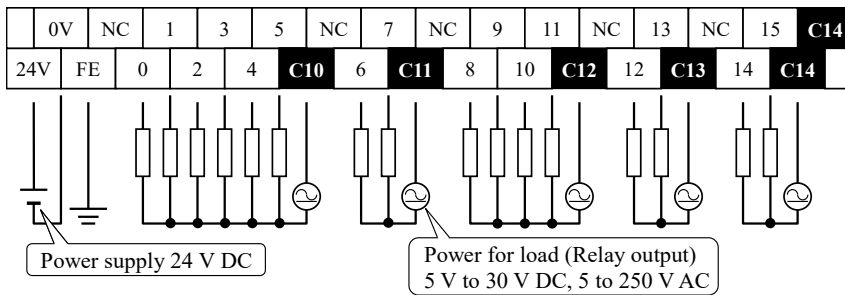 0V NC 1 3 5 NC 7 NC 9 11 NC 13 NC 15 C14
24V FE 0 2 4 C10 6 C11 8 10 C12 12 C13 14 C14
Power supply 24 V DC
Power for load (Relay output)
5 V to 30 V DC, 5 to 250 V AC